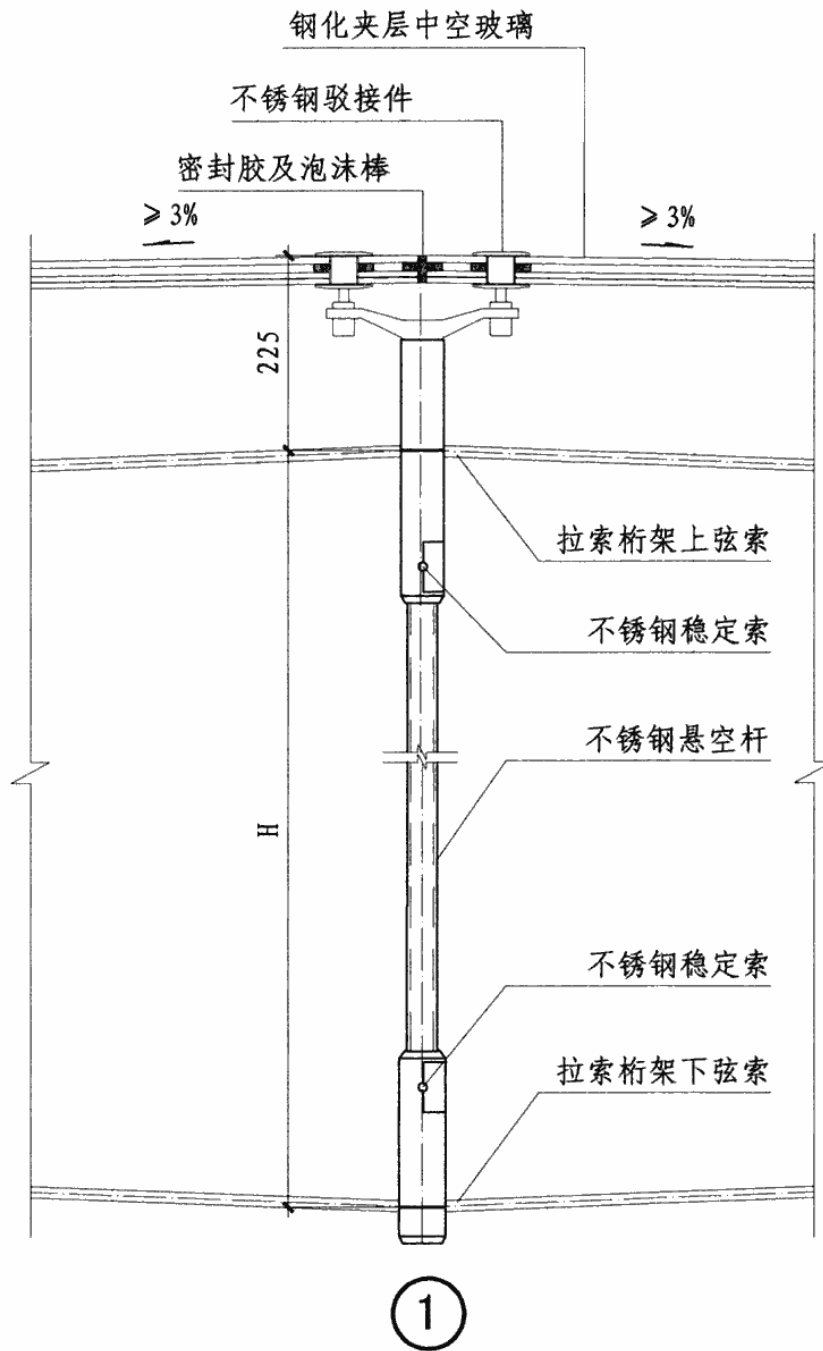 钢化夹层中空玻璃
不锈钢驳接件
密封胶及泡沫棒
≥ 3%
≥ 3%
225
拉索桁架上弦索
不锈钢稳定索
不锈钢悬空杆
H
不锈钢稳定索
拉索桁架下弦索
1